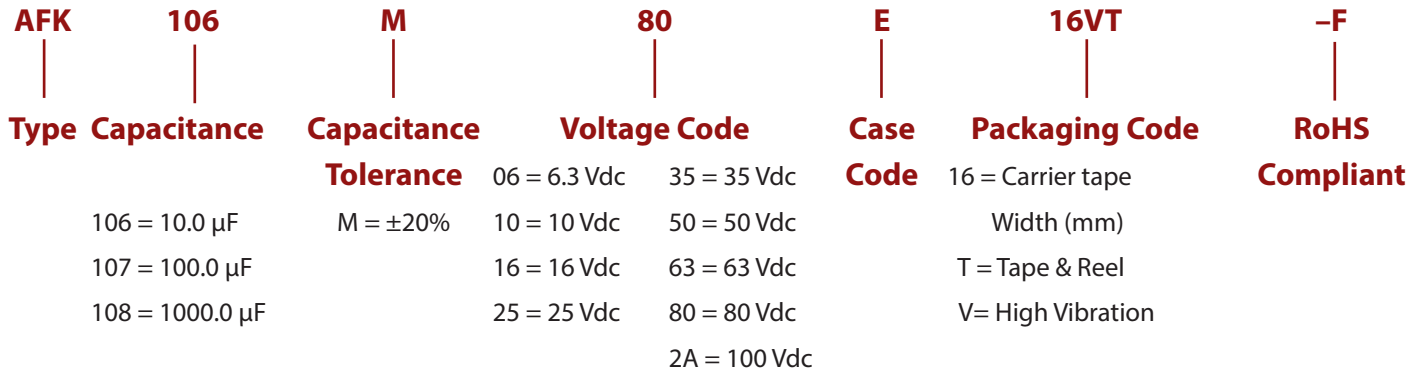 AFK 106 M 80 E 16VT –F
Type Capacitance Capacitance Voltage Code Case Packaging Code RoHS
Tolerance 06 = 6.3 Vdc 35 = 35 Vdc Code 16 = Carrier tape Compliant
106 = 10.0 µF M = ±20% 10 = 10 Vdc 50 = 50 Vdc Width (mm)
107 = 100.0 µF 16 = 16 Vdc 63 = 63 Vdc T = Tape & Reel
108 = 1000.0 µF 25 = 25 Vdc 80 = 80 Vdc V= High Vibration
2A = 100 Vdc